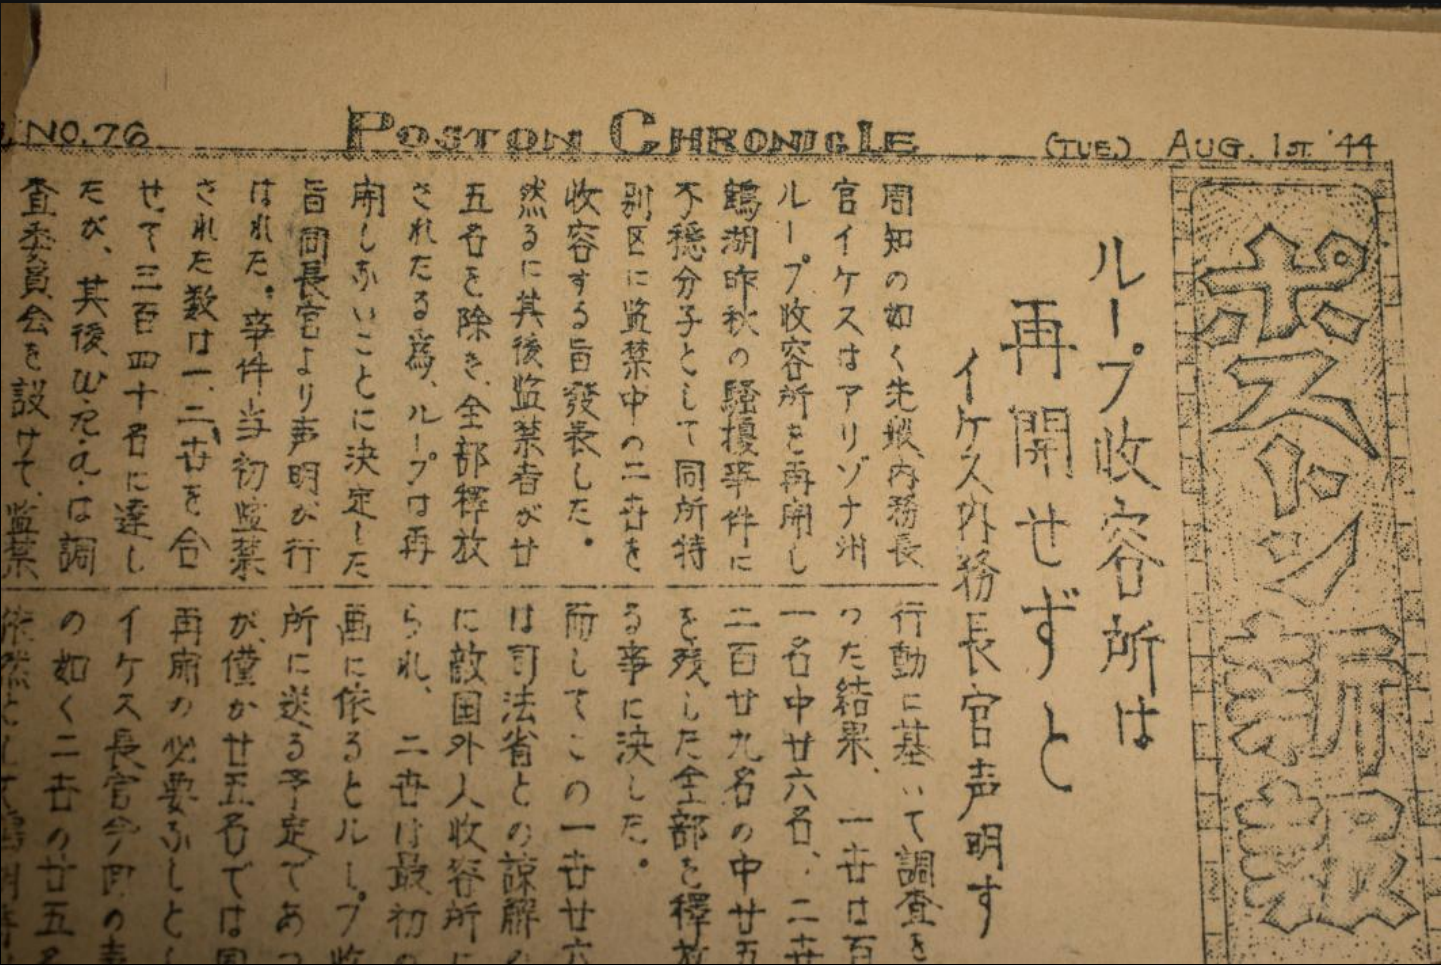 NO.76
POSTON CHRONICLE
(TUE.) AUG. 1ST. '44
ポストン新報
ループ收容所は
再開せずと
イケス內務長官声明す
周知の如く先般內務長
官イケスはアリゾナ州
ループ收容所を再開し
鶴湖昨秋の騒擾事件に
不穏分子として同所特
別区に監禁中の二世を
收容する旨發表した。
然るに其後監禁者が廿
五名を除き、全部釋放
されたる為、ループは再
開しないことに決定した
旨同長官より声明が行
はれた。事件当初監禁
された数は一、二世を合
せて三百四十名に達し
たが、其後W.R.A.は調
査委員会を設けて、監禁
行動に基いて調査を
つた結果、一世は百
一名中廿六名、二世
二百廿九名の中廿五
を残した全部を釋放
る事に決した。
而してこの一世廿六
は司法省との諒解
に敵国外人收容所に
られ、二世は最初の
画に依るとループ收
所に送る予定であつ
が、僅か廿五名では
再開の必要なしとし
イケス長官今回の
の如く二世の廿五名
依然として鶴湖